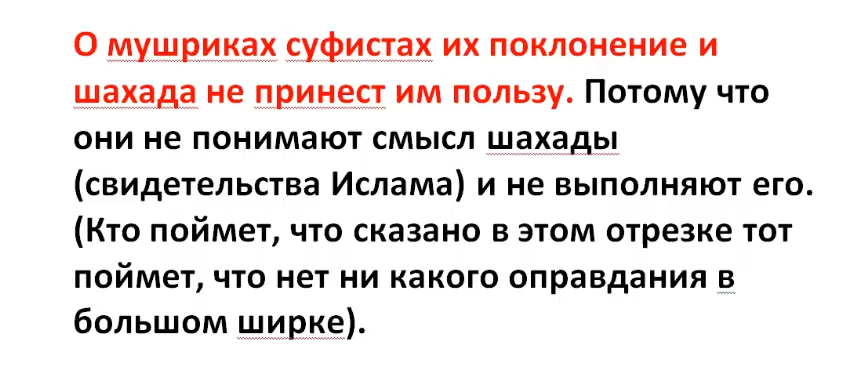 О мушриках суфистах их поклонение и
шахада не принест им пользу. Потому что
они не понимают смысл шахады
(свидетельства Ислама) и не выполняют его.
(Кто поймет, что сказано в этом отрезке тот
поймет, что нет ни какого оправдания в
большом ширке).